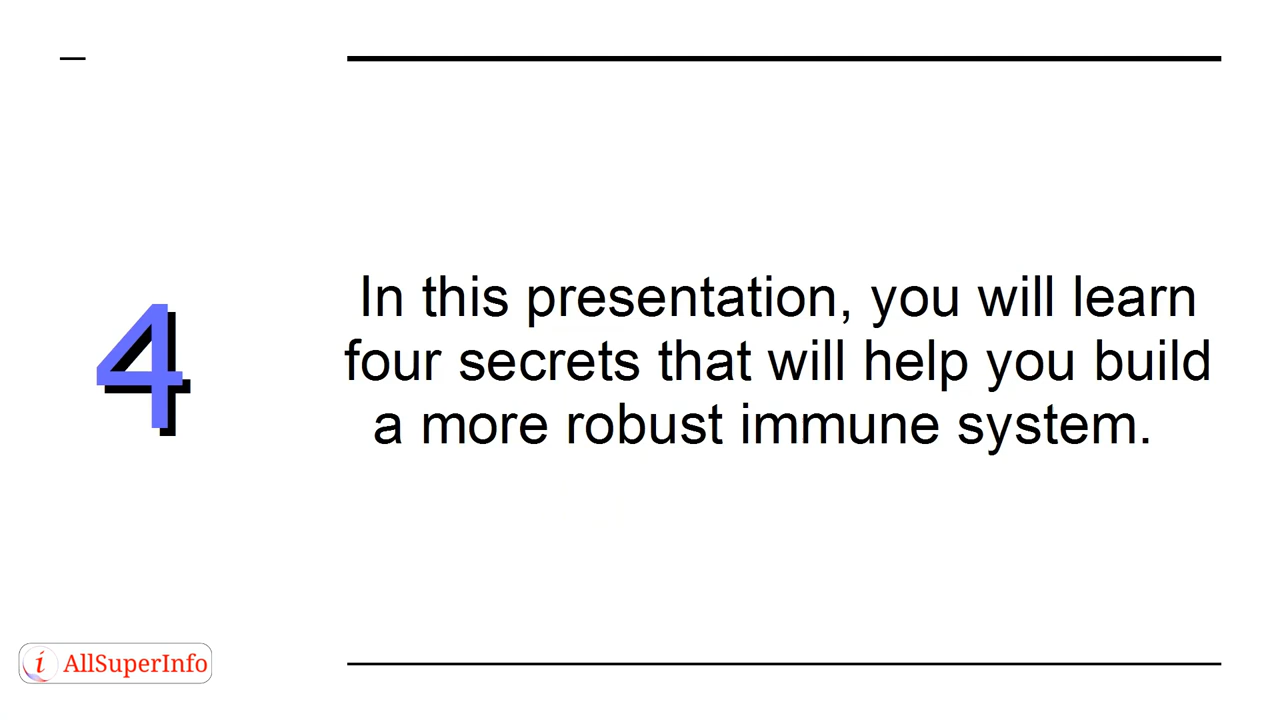 4
In this presentation, you will learn
four secrets that will help you build
a more robust immune system.
i AllSuperInfo